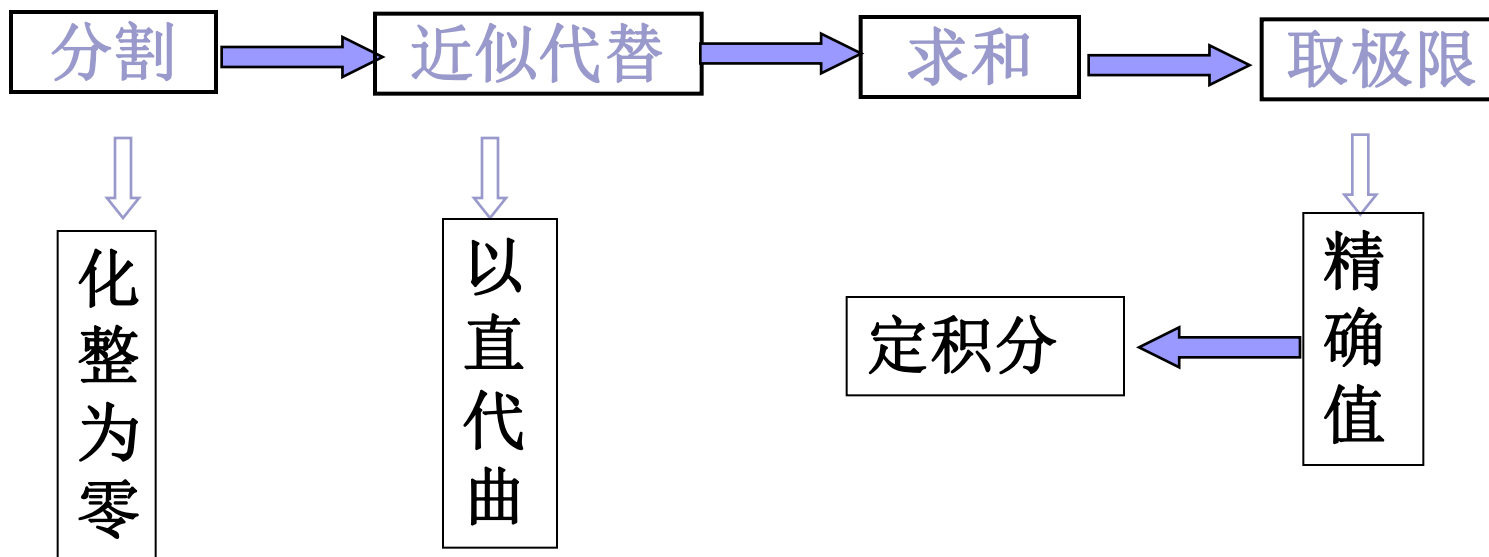 分割
近似代替
求和
取极限
化整为零
以直代曲
定积分
精确值